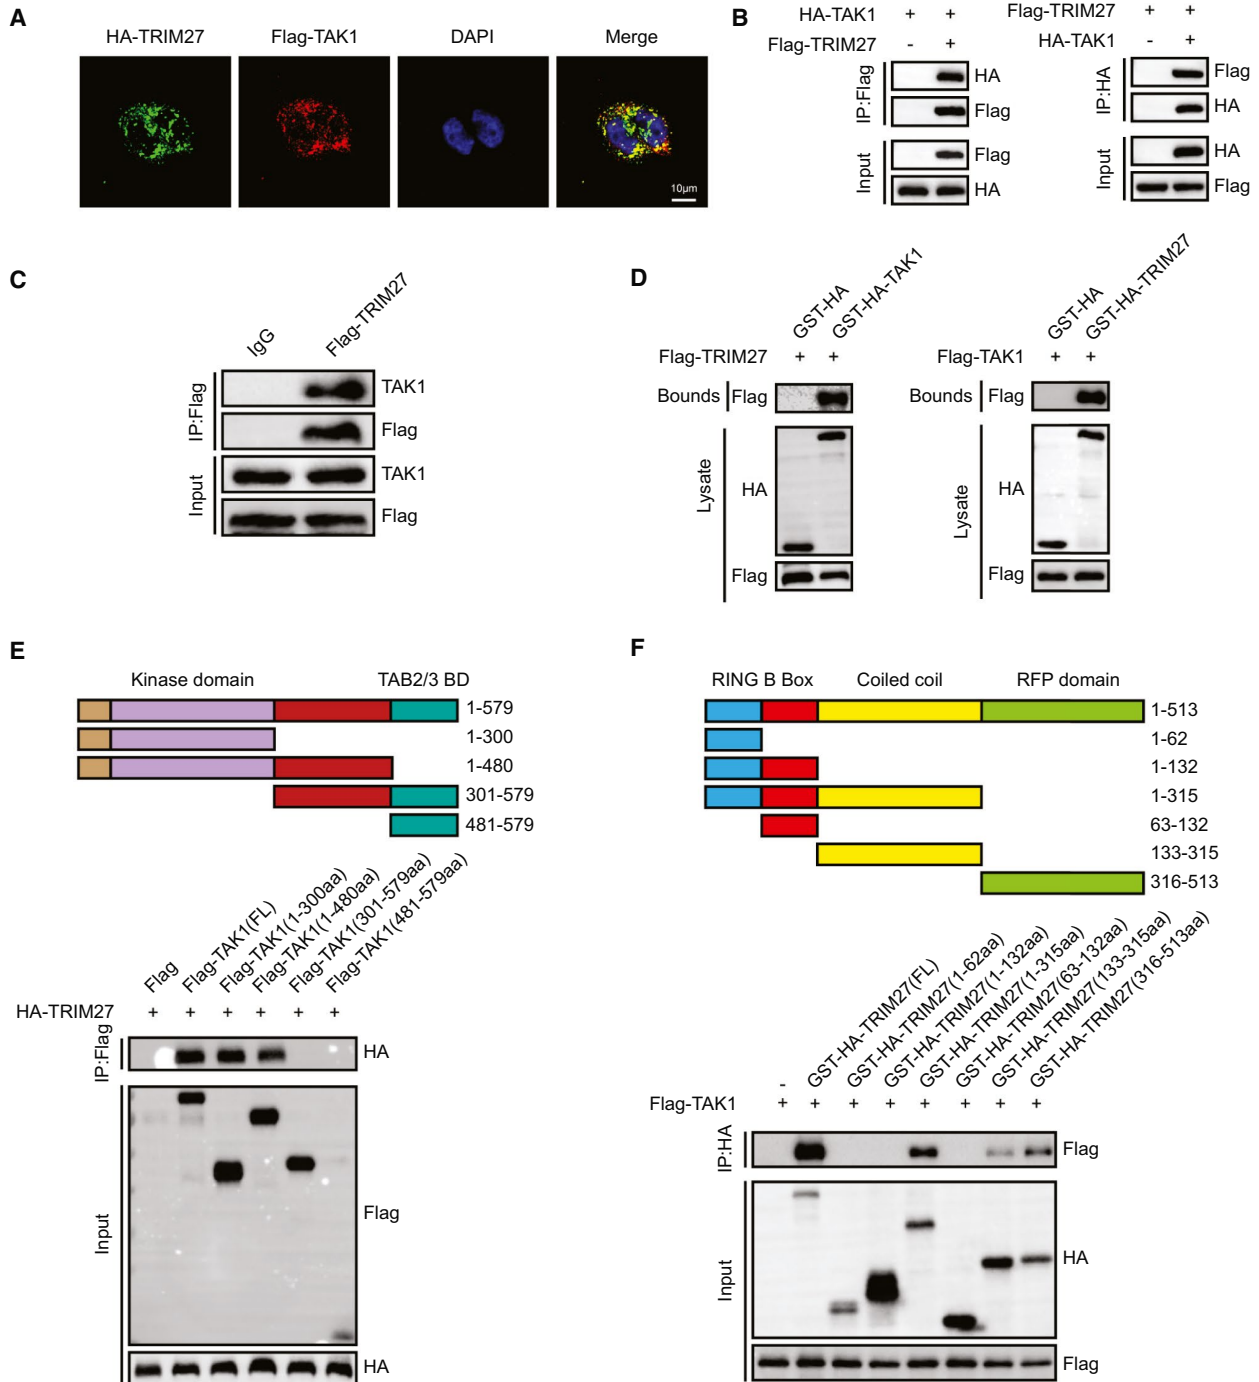 A
HA-TRIM27 Flag-TAK1 DAPI Merge
10µm
B
HA-TAK1 + +
Flag-TRIM27 - +
IP:Flag
HA
Flag
Input
Flag
HA
Flag-TRIM27 + +
HA-TAK1 - +
IP:HA
Flag
HA
Input
HA
Flag
C
IgG
Flag-TRIM27
IP:Flag
TAK1
Flag
Input
TAK1
Flag
D
GST-HA
GST-HA-TAK1
Flag-TRIM27 + +
Bounds Flag
Lysate
HA
Flag
GST-HA
GST-HA-TRIM27
Flag-TAK1 + +
Bounds Flag
Lysate
HA
Flag
E
Kinase domain TAB2/3 BD
1-579
1-300
1-480
301-579
481-579
Flag
Flag-TAK1(FL)
Flag-TAK1(1-300aa)
Flag-TAK1(1-480aa)
Flag-TAK1(301-579aa)
Flag-TAK1(481-579aa)
HA-TRIM27 + + + + + +
IP:Flag
HA
Input
Flag
HA
F
RING B Box Coiled coil RFP domain
1-513
1-62
1-132
1-315
63-132
133-315
316-513
-
GST-HA-TRIM27(FL)
GST-HA-TRIM27(1-62aa)
GST-HA-TRIM27(1-132aa)
GST-HA-TRIM27(1-315aa)
GST-HA-TRIM27(63-132aa)
GST-HA-TRIM27(133-315aa)
GST-HA-TRIM27(316-513aa)
Flag-TAK1 + + + + + + + +
IP:HA
Flag
Input
HA
Flag